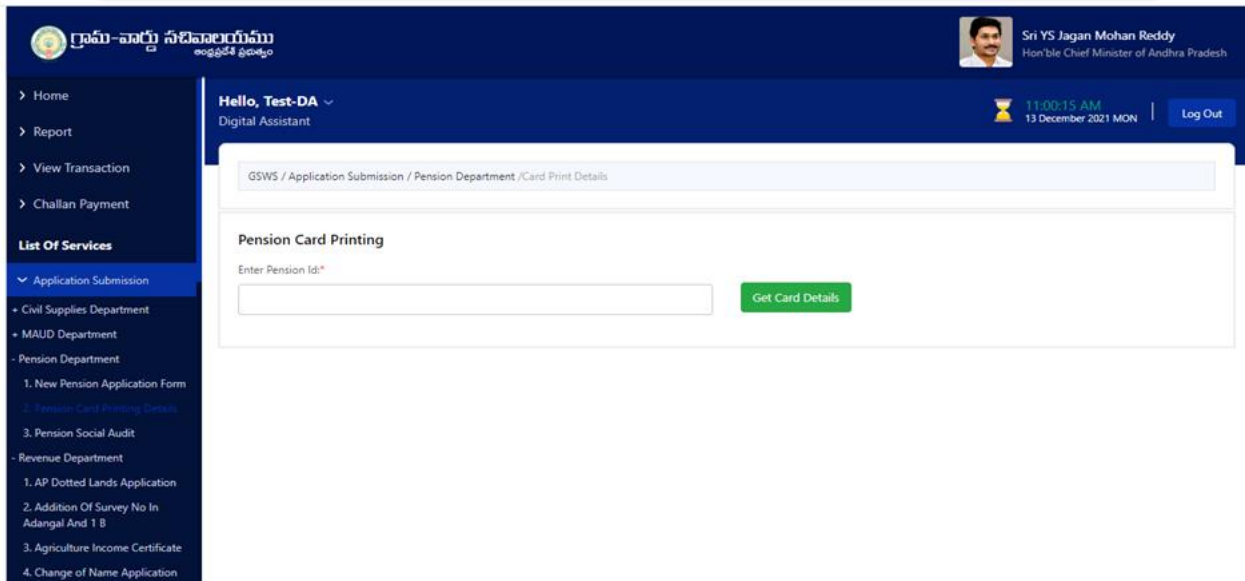 గ్రామ-వార్డు సచివాలయము
ఆంధ్రప్రదేశ్ ప్రభుత్వం
Sri YS Jagan Mohan Reddy
Hon'ble Chief Minister of Andhra Pradesh
> Home
> Report
> View Transaction
> Challan Payment
List Of Services
Application Submission
+ Civil Supplies Department
+ MAUD Department
- Pension Department
1. New Pension Application Form
2. Pension Card Printing Details
3. Pension Social Audit
- Revenue Department
1. AP Dotted Lands Application
2. Addition Of Survey No In
Adangal And 1 B
3. Agriculture Income Certificate
4. Change of Name Application
Hello, Test-DA
Digital Assistant
11:00:15 AM
13 December 2021 MON
Log Out
GSWS / Application Submission / Pension Department /Card Print Details
Pension Card Printing
Enter Pension Id:*
Get Card Details